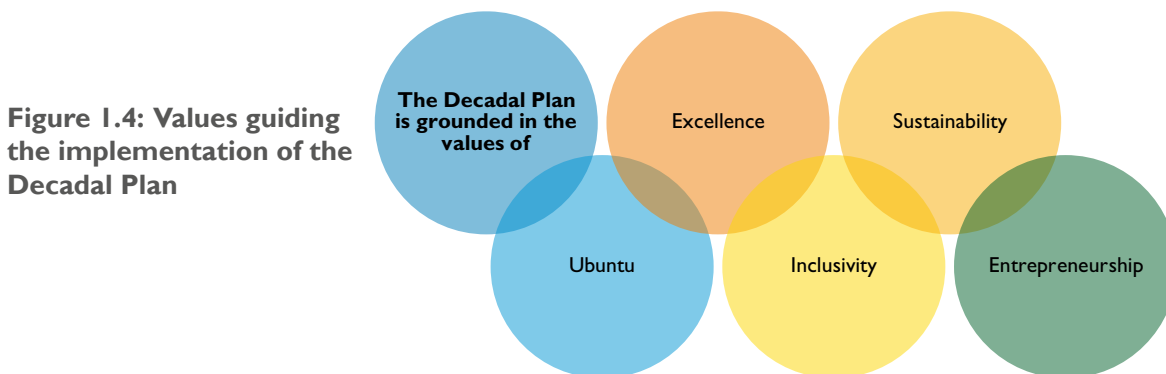 Figure 1.4: Values guiding
the implementation of the
Decadal Plan
The Decadal Plan
is grounded in the
values of
Excellence
Sustainability
Ubuntu
Inclusivity
Entrepreneurship